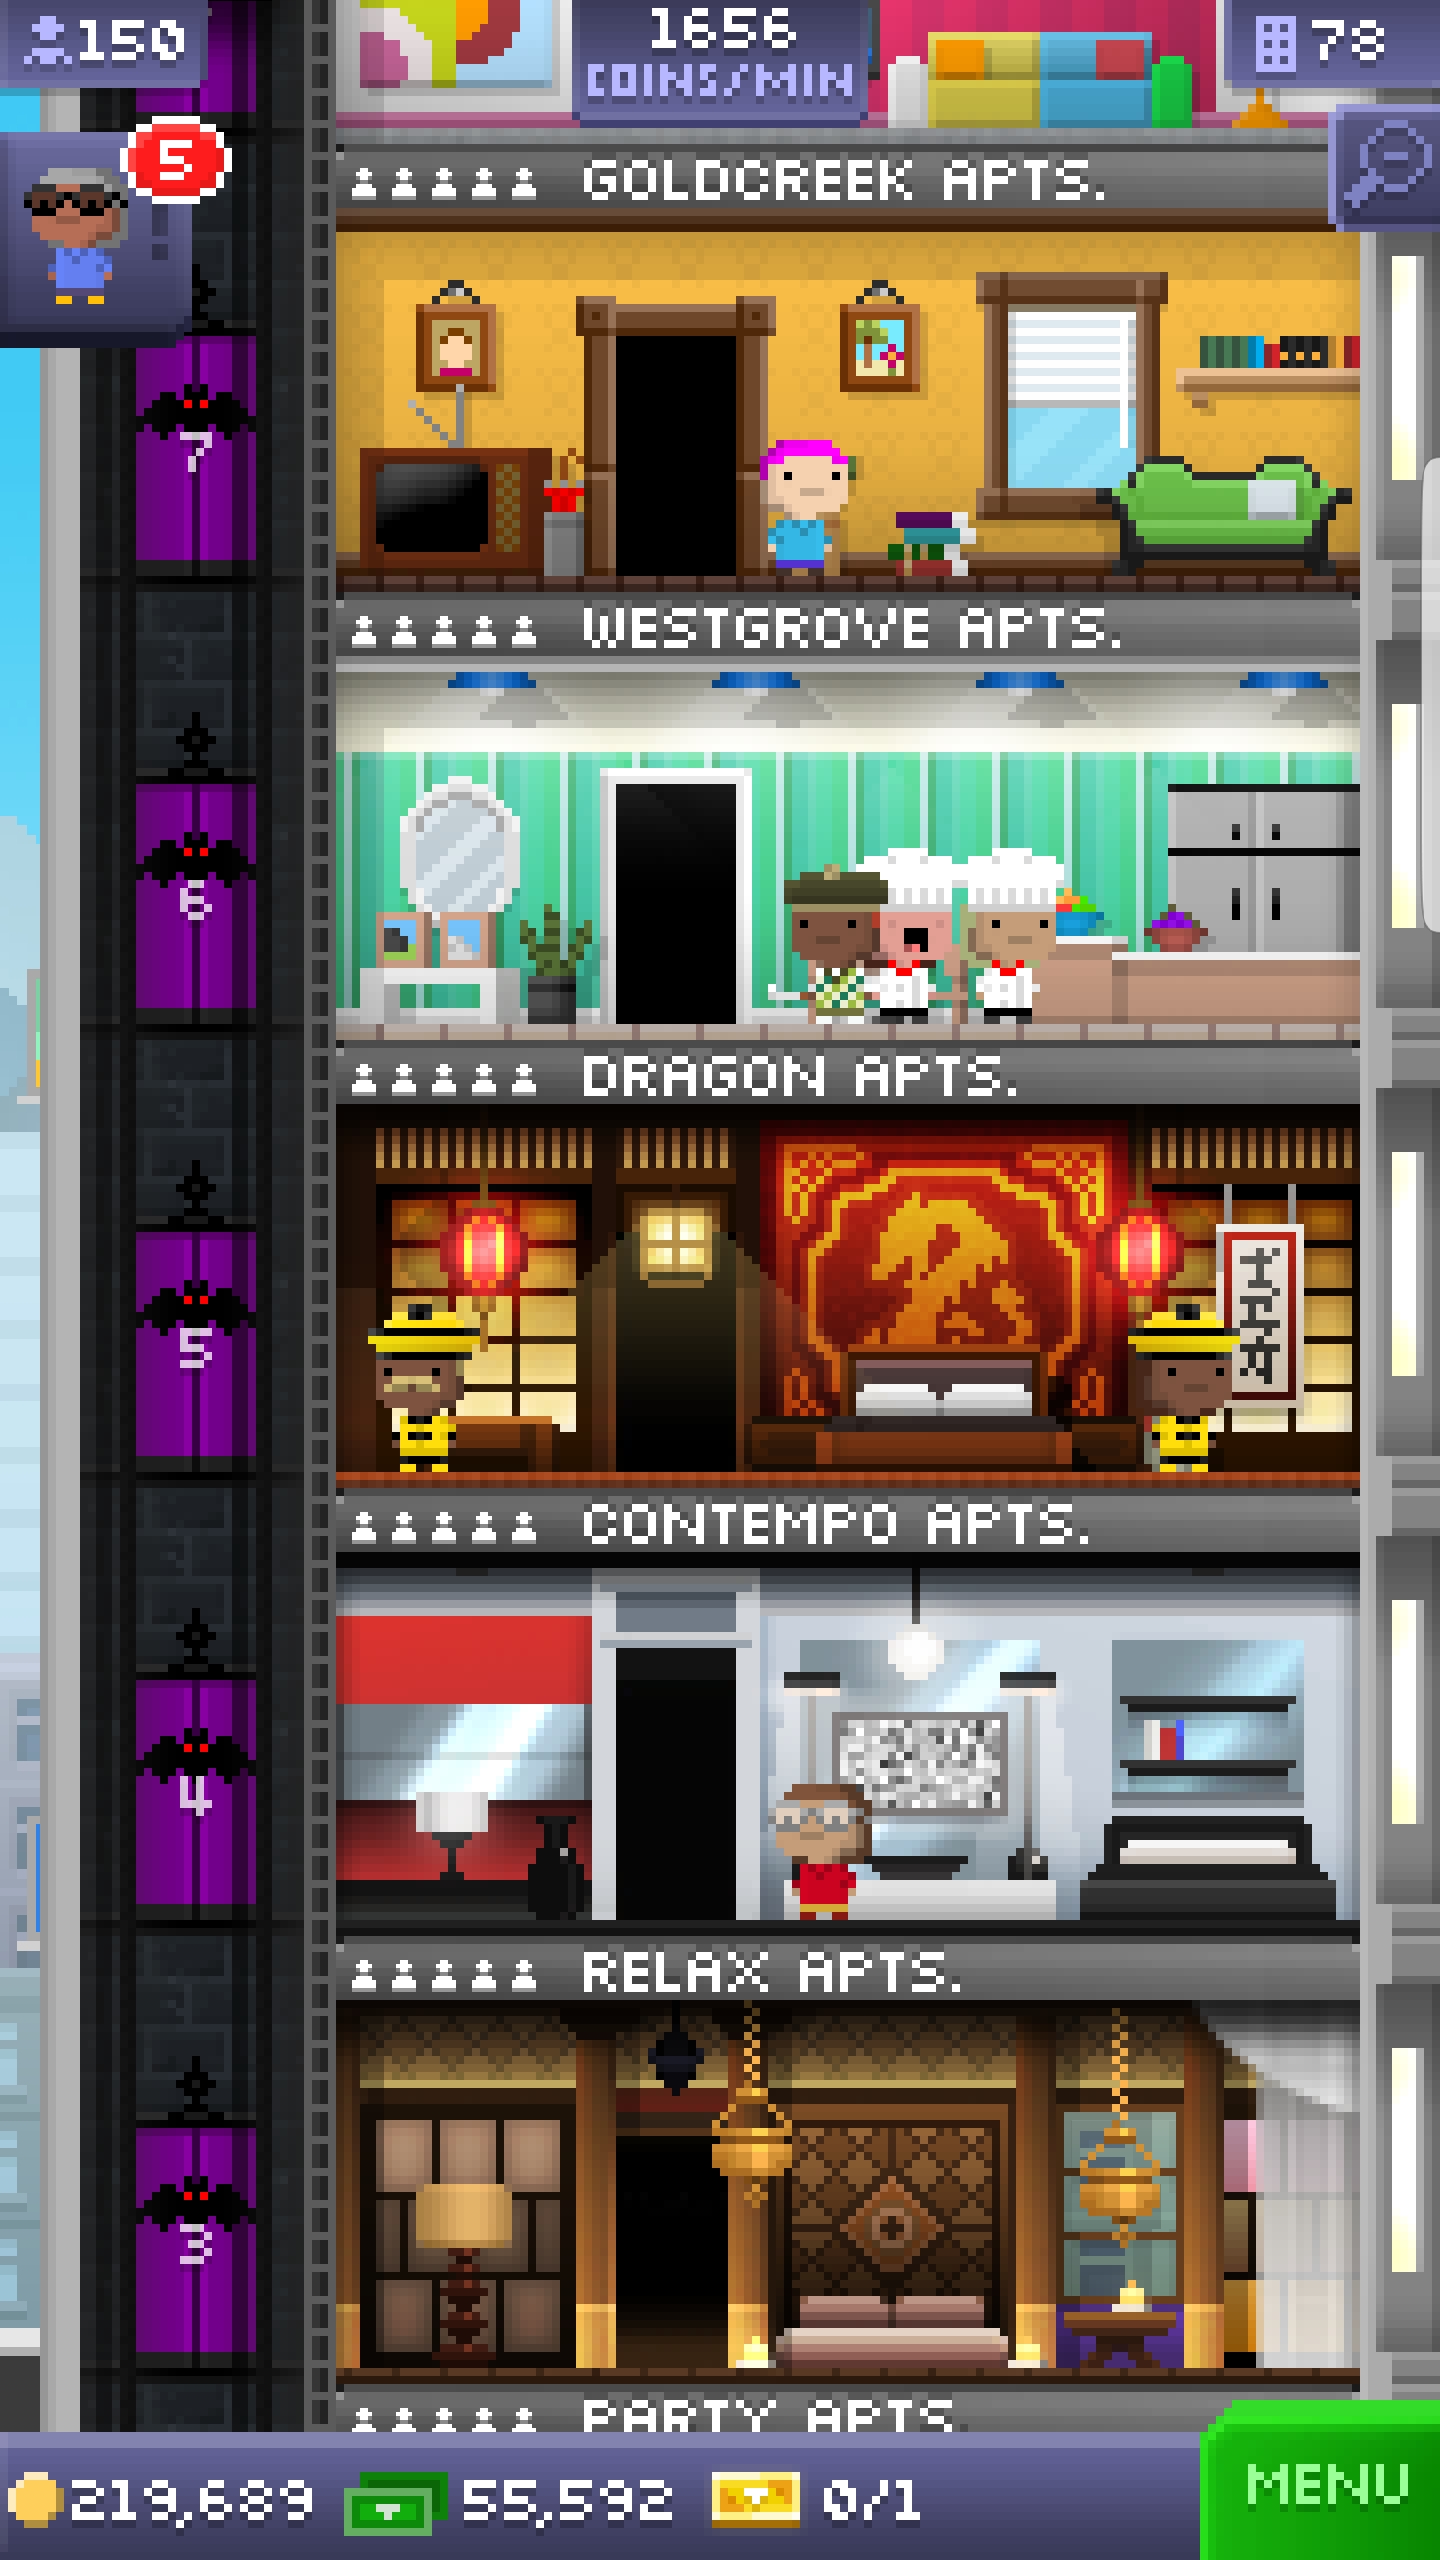 150
1656
COINS/MIN
78
5
GOLDCREEK APTS.
7
WESTGROVE APTS.
6
DRAGON APTS.
5
CONTEMPO APTS.
4
RELAX APTS.
3
PARTY APTS.
219,689
55,592
0/1
MENU